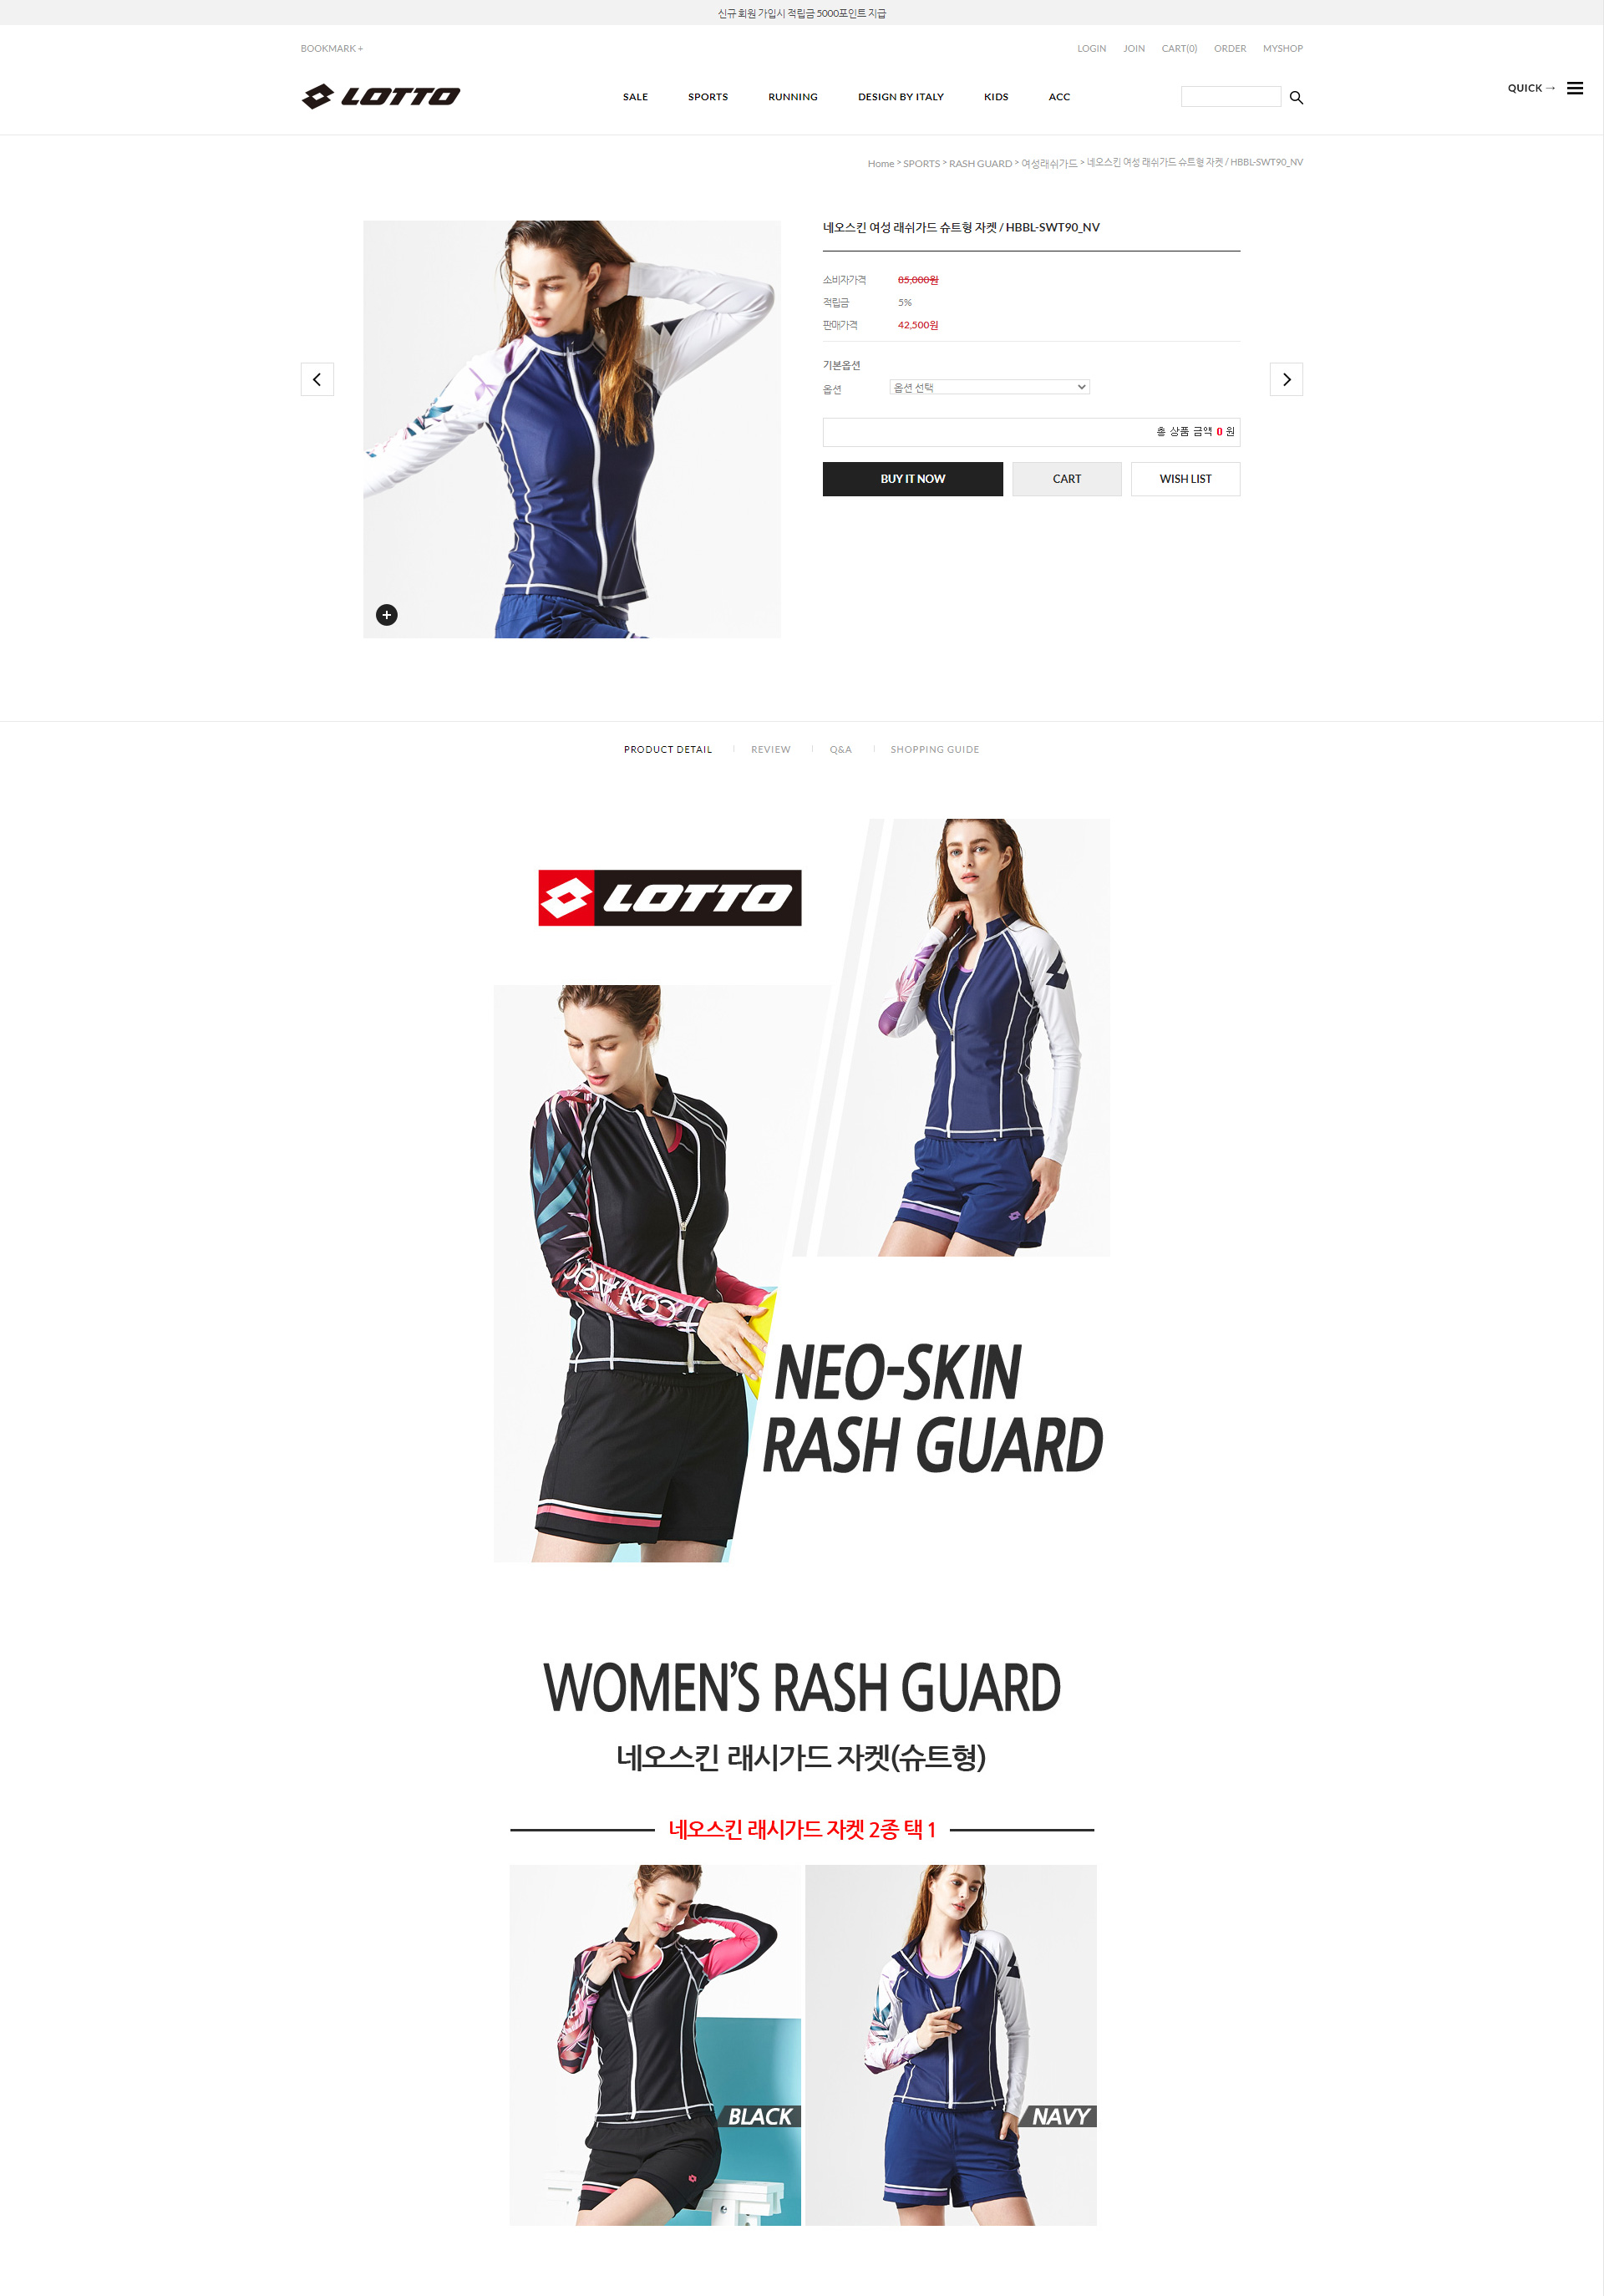 신규 회원 가입시 적립금 5000포인트 지급
BOOKMARK +
LOGIN JOIN CART(0) ORDER MYSHOP
LOTTO
SALE SPORTS RUNNING DESIGN BY ITALY KIDS ACC
QUICK →
Home > SPORTS > RASH GUARD > 여성래쉬가드 > 네오스킨 여성 래쉬가드 슈트형 자켓 / HBBL-SWT90_NV
네오스킨 여성 래쉬가드 슈트형 자켓 / HBBL-SWT90_NV
소비자가격 85,000원
적립금 5%
판매가격 42,500원
기본옵션
옵션 옵션 선택
총 상품 금액 0 원
BUY IT NOW CART WISH LIST
PRODUCT DETAIL REVIEW Q&A SHOPPING GUIDE
LOTTO
NEO-SKIN
RASH GUARD
WOMEN'S RASH GUARD
네오스킨 래시가드 자켓(슈트형)
네오스킨 래시가드 자켓 2종 택 1
BLACK
NAVY